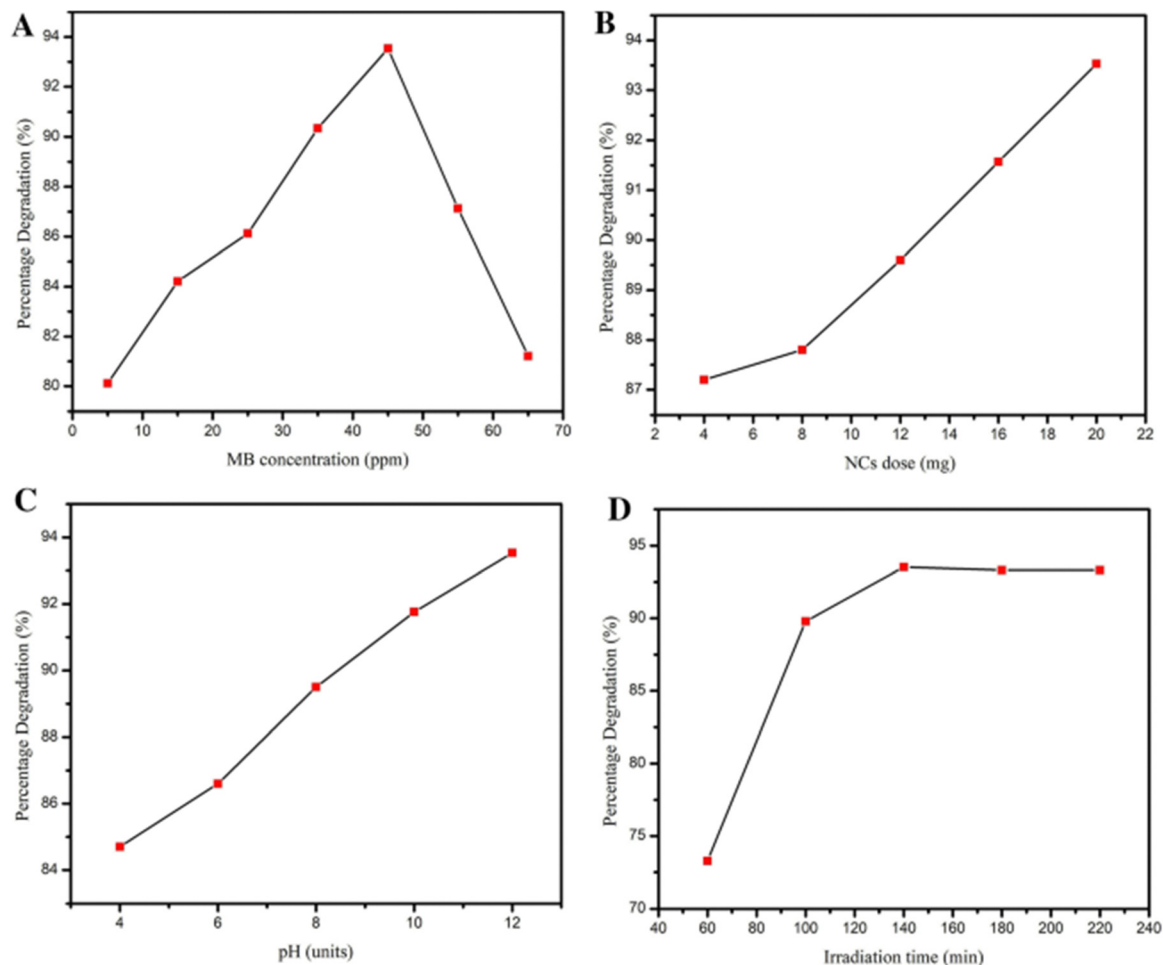 A
Percentage Degradation (%)
94
92
90
88
86
84
82
80
0 10 20 30 40 50 60 70
MB concentration (ppm)
B
Percentage Degradation (%)
94
93
92
91
90
89
88
87
2 4 6 8 10 12 14 16 18 20 22
NCs dose (mg)
C
Percentage Degradation (%)
94
92
90
88
86
84
4 6 8 10 12
pH (units)
D
Percentage Degradation (%)
95
90
85
80
75
70
40 60 80 100 120 140 160 180 200 220 240
Irradiation time (min)